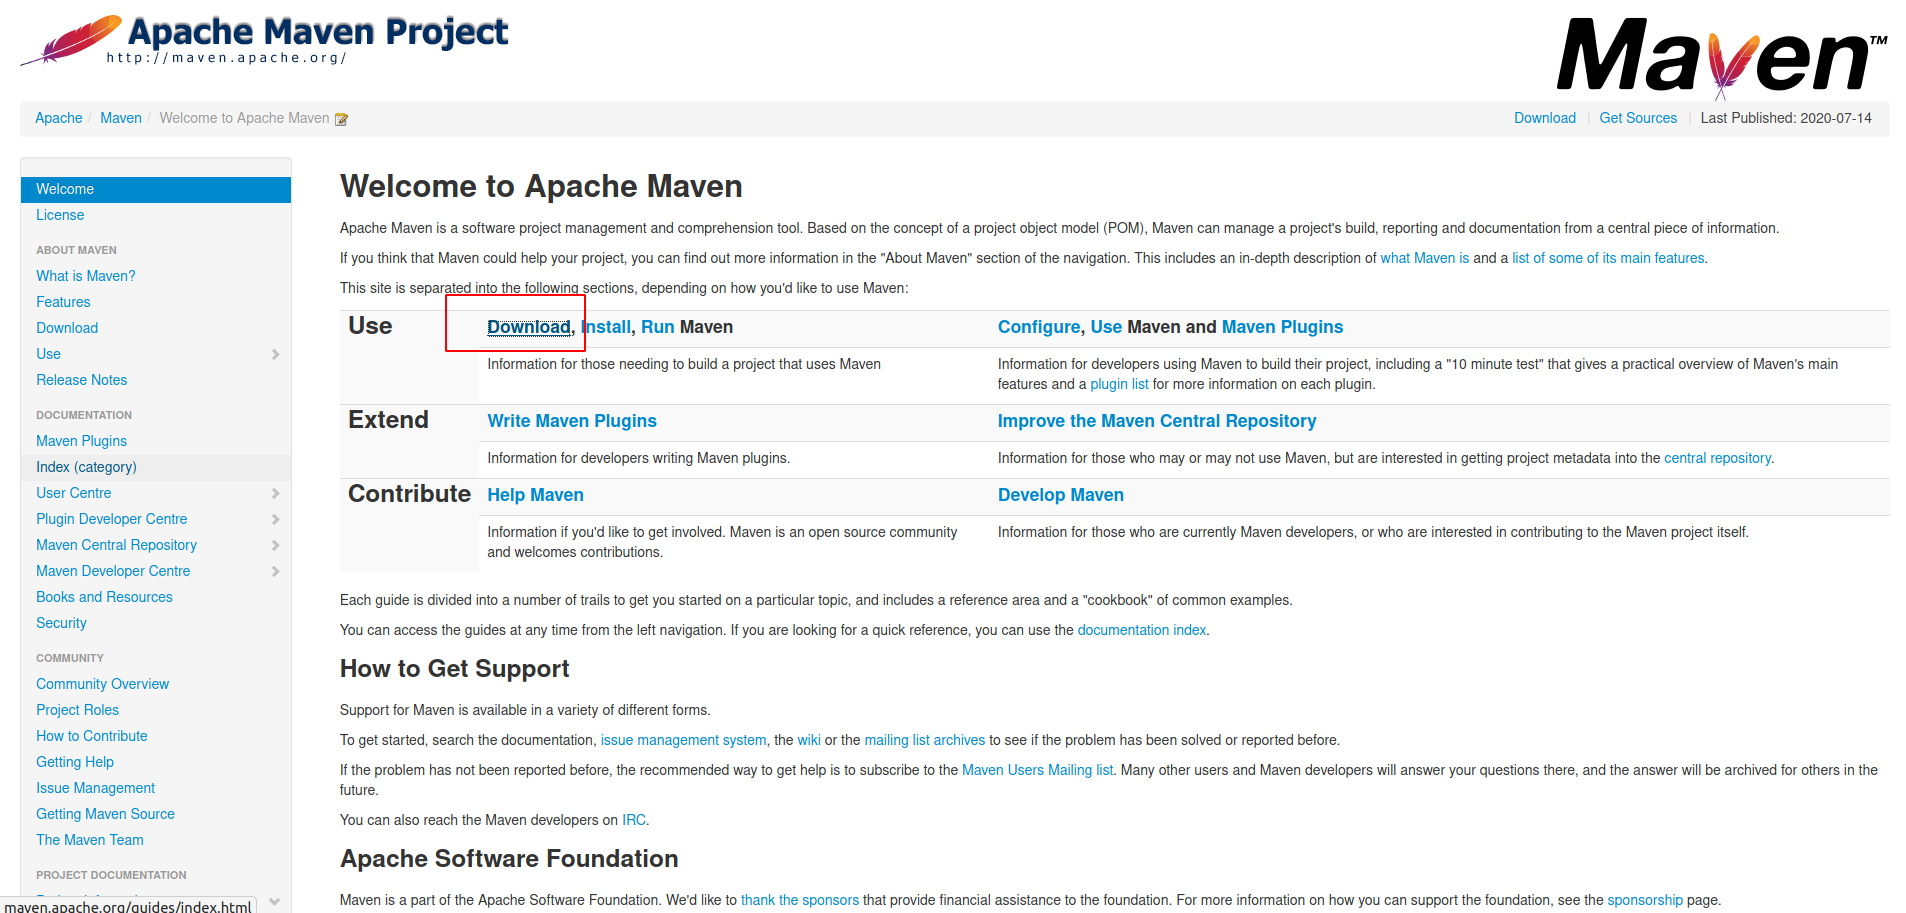 Apache Maven Project
http://maven.apache.org/
Maven™
Apache / Maven / Welcome to Apache Maven
Download | Get Sources | Last Published: 2020-07-14
Welcome
License
ABOUT MAVEN
What is Maven?
Features
Download
Use
Release Notes
DOCUMENTATION
Maven Plugins
Index (category)
User Centre
Plugin Developer Centre
Maven Central Repository
Maven Developer Centre
Books and Resources
Security
COMMUNITY
Community Overview
Project Roles
How to Contribute
Getting Help
Issue Management
Getting Maven Source
The Maven Team
PROJECT DOCUMENTATION
maven.apache.org/guides/index.html
Welcome to Apache Maven
Apache Maven is a software project management and comprehension tool. Based on the concept of a project object model (POM), Maven can manage a project's build, reporting and documentation from a central piece of information.
If you think that Maven could help your project, you can find out more information in the "About Maven" section of the navigation. This includes an in-depth description of what Maven is and a list of some of its main features.
This site is separated into the following sections, depending on how you'd like to use Maven:
Use
Download, Install, Run Maven
Configure, Use Maven and Maven Plugins
Information for those needing to build a project that uses Maven
Information for developers using Maven to build their project, including a "10 minute test" that gives a practical overview of Maven's main
features and a plugin list for more information on each plugin.
Extend
Write Maven Plugins
Improve the Maven Central Repository
Information for developers writing Maven plugins.
Information for those who may or may not use Maven, but are interested in getting project metadata into the central repository.
Contribute
Help Maven
Develop Maven
Information if you'd like to get involved. Maven is an open source community
and welcomes contributions.
Information for those who are currently Maven developers, or who are interested in contributing to the Maven project itself.
Each guide is divided into a number of trails to get you started on a particular topic, and includes a reference area and a "cookbook" of common examples.
You can access the guides at any time from the left navigation. If you are looking for a quick reference, you can use the documentation index.
How to Get Support
Support for Maven is available in a variety of different forms.
To get started, search the documentation, issue management system, the wiki or the mailing list archives to see if the problem has been solved or reported before.
If the problem has not been reported before, the recommended way to get help is to subscribe to the Maven Users Mailing list. Many other users and Maven developers will answer your questions there, and the answer will be archived for others in the
future.
You can also reach the Maven developers on IRC.
Apache Software Foundation
Maven is a part of the Apache Software Foundation. We'd like to thank the sponsors that provide financial assistance to the foundation. For more information on how you can support the foundation, see the sponsorship page.